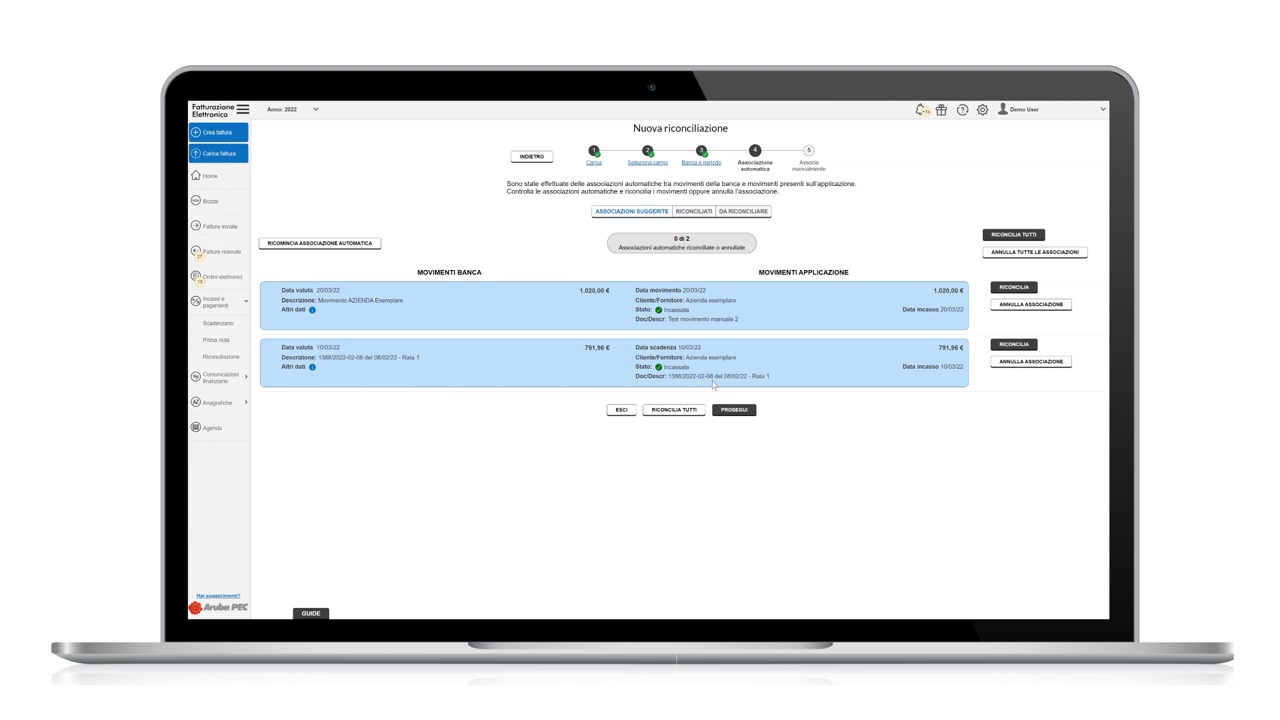 Fatturazione
Elettronica
Anno: 2022
Demo User
Crea fattura
Carica fattura
Home
Bozze
Fatture inviate
Fatture ricevute
27
Ordini elettronici
13
Incassi e
pagamenti
Scadenzario
Prima nota
Riconciliazione
Comunicazioni
finanziarie
Anagrafiche
Agenda
Hai suggerimenti?
Aruba PEC
Nuova riconciliazione
INDIETRO
1
2
3
4
5
Carica
Seleziona campi
Banca e periodo
Associazione
automatica
Associa
manualmente
Sono state effettuate delle associazioni automatiche tra movimenti della banca e movimenti presenti sull'applicazione.
Controlla le associazioni automatiche e riconcilia i movimenti oppure annulla l'associazione.
ASSOCIAZIONI SUGGERITE RICONCILIATI DA RICONCILIARE
RICOMINCIA ASSOCIAZIONE AUTOMATICA
0 di 2
Associazioni automatiche riconciliate o annullate
RICONCILIA TUTTI
ANNULLA TUTTE LE ASSOCIAZIONI
MOVIMENTI BANCA
MOVIMENTI APPLICAZIONE
Data valuta 20/03/22 1.020,00 €
Descrizione: Movimento AZIENDA Esempiare
Altri dati
Data movimento 20/03/22 1.020,00 €
Cliente/Fornitore: Azienda esemplare
Stato: Incassata Data incasso 20/03/22
Doc/Descr: Test movimento manuale 2
RICONCILIA
ANNULLA ASSOCIAZIONE
Data valuta 10/03/22 791,96 €
Descrizione: 1388/2022-02-08 del 08/02/22 - Rata 1
Altri dati
Data scadenza 10/03/22 791,96 €
Cliente/Fornitore: Azienda esemplare
Stato: Incassata Data incasso 10/03/22
Doc/Descr: 1388/2022-02-08 del 08/02/22 - Rata 1
RICONCILIA
ANNULLA ASSOCIAZIONE
ESCI
RICONCILIA TUTTI
PROSEGUI
GUIDE